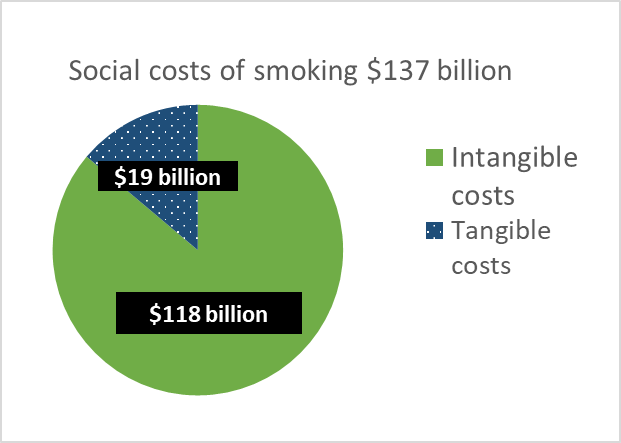 Social costs of smoking $137 billion
$19 billion
$118 billion
Intangible
costs
Tangible
costs